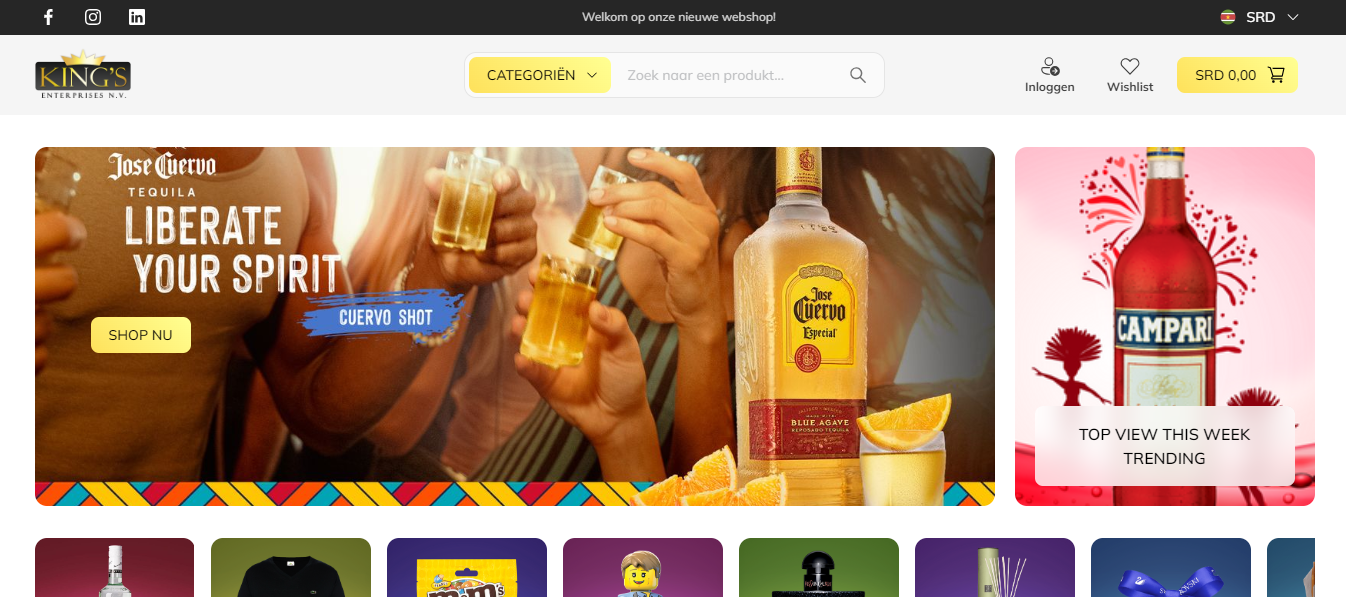 Welkom op onze nieuwe webshop!
SRD
KING'S
ENTERPRISES N.V.
CATEGORIËN
Zoek naar een produkt...
Inloggen
Wishlist
SRD 0,00
Jose Cuervo
TEQUILA
LIBERATE
YOUR SPIRIT
CUERVO SHOT
SHOP NU
1758
Jose
Cuervo
Especial
BLUE AGAVE
REPOSADO TEQUILA
CAMPARI
TOP VIEW THIS WEEK
TRENDING
m&m's